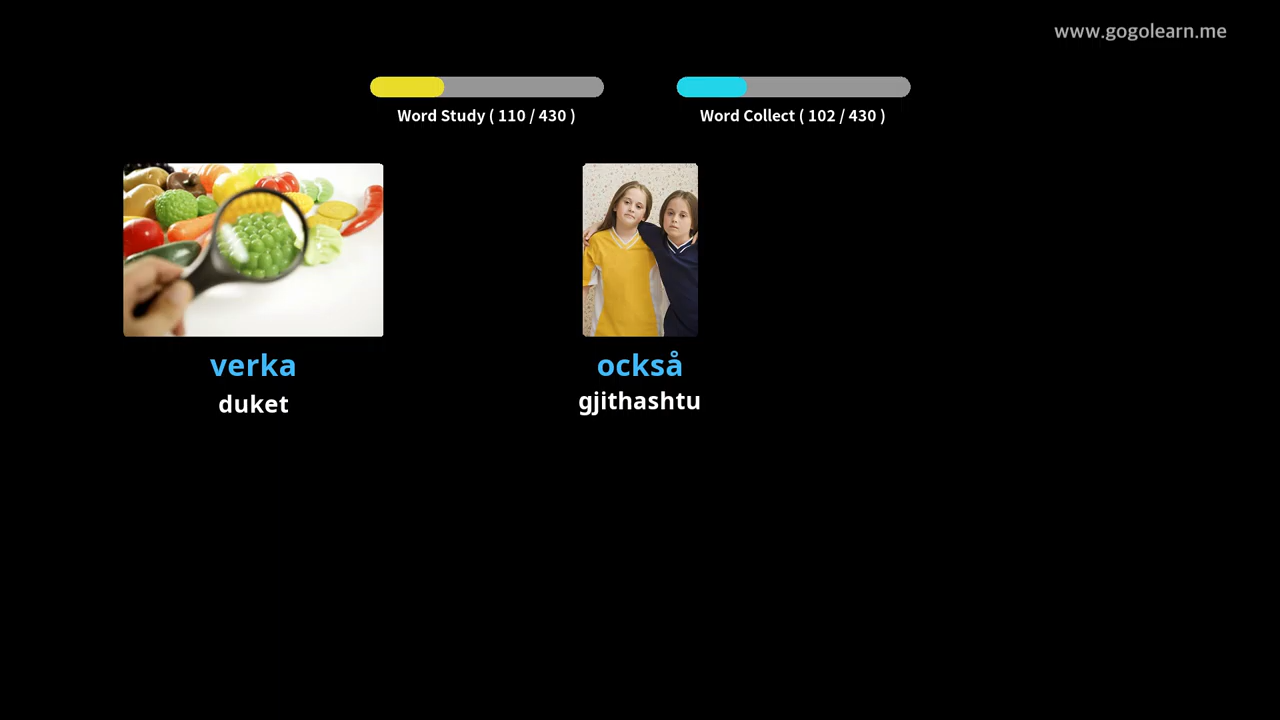 www.gogolearn.me
Word Study ( 110 / 430 )
Word Collect ( 102 / 430 )
verka
duket
också
gjithashtu